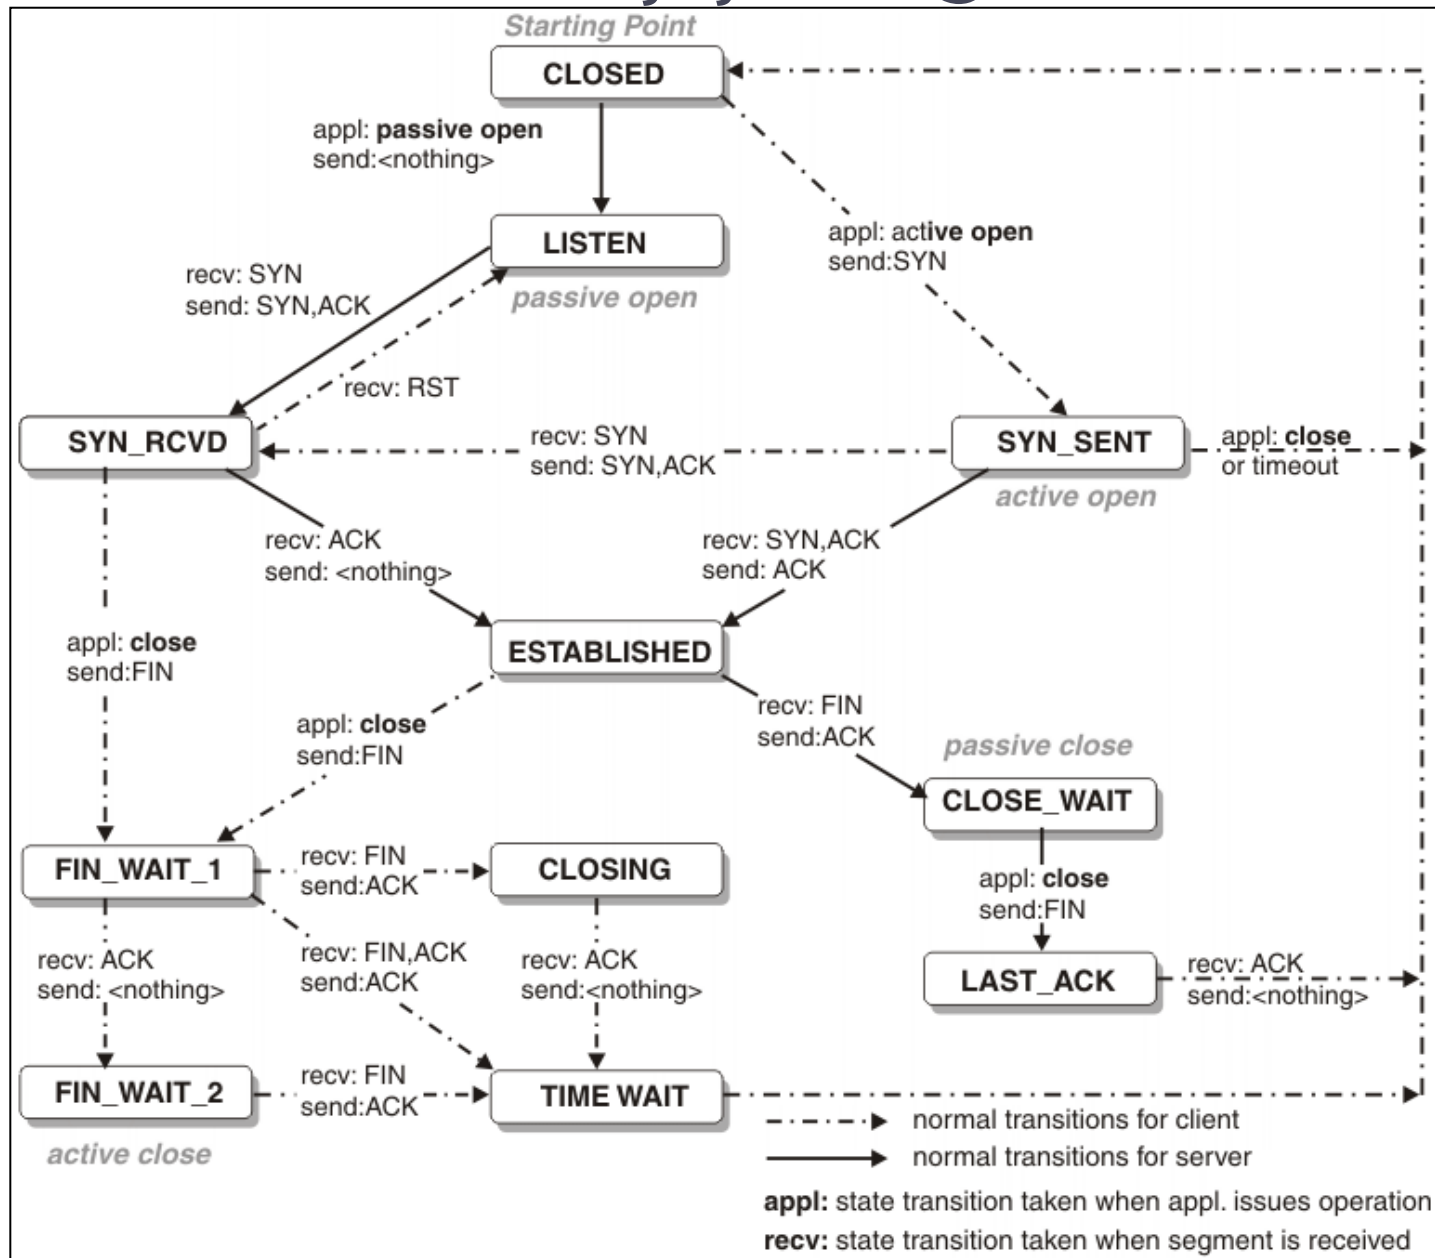 Starting Point
CLOSED
appl: passive open
send:<nothing>
LISTEN
appl: active open
send:SYN
recv: SYN
send: SYN,ACK
passive open
recv: RST
SYN_RCVD
recv: SYN
send: SYN,ACK
SYN_SENT
appl: close
or timeout
active open
recv: ACK
send: <nothing>
recv: SYN,ACK
send: ACK
appl: close
send:FIN
ESTABLISHED
appl: close
send:FIN
recv: FIN
send:ACK
passive close
CLOSE_WAIT
FIN_WAIT_1
recv: FIN
send:ACK
CLOSING
appl: close
send:FIN
recv: ACK
send: <nothing>
recv: FIN,ACK
send:ACK
recv: ACK
send:<nothing>
LAST_ACK
recv: ACK
send:<nothing>
FIN_WAIT_2
recv: FIN
send:ACK
TIME WAIT
active close
normal transitions for client
normal transitions for server
appl: state transition taken when appl. issues operation
recv: state transition taken when segment is received